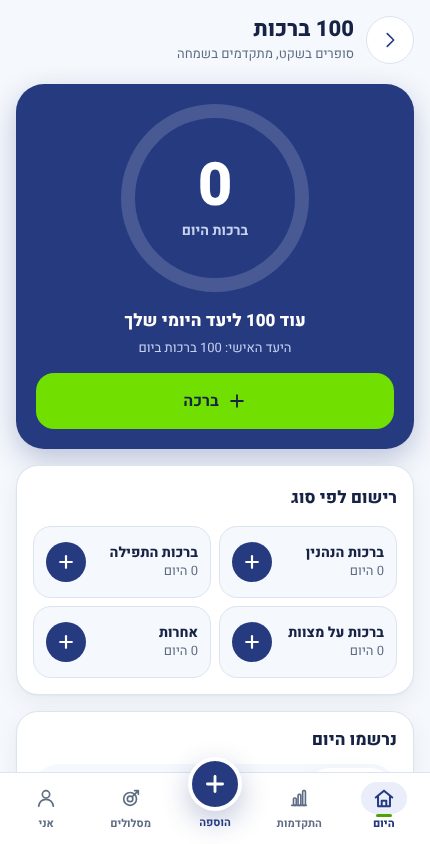 100 ברכות
סופרים בשקט, מתקדמים בשמחה
0
ברכות היום
עוד 100 ליעד היומי שלך
היעד האישי: 100 ברכות ביום
ברכה
רישום לפי סוג
ברכות הנהנין
0 היום
ברכות התפילה
0 היום
ברכות על מצוות
0 היום
אחרות
0 היום
נרשמו היום
היום
התקדמות
הוספה
מסלולים
אני